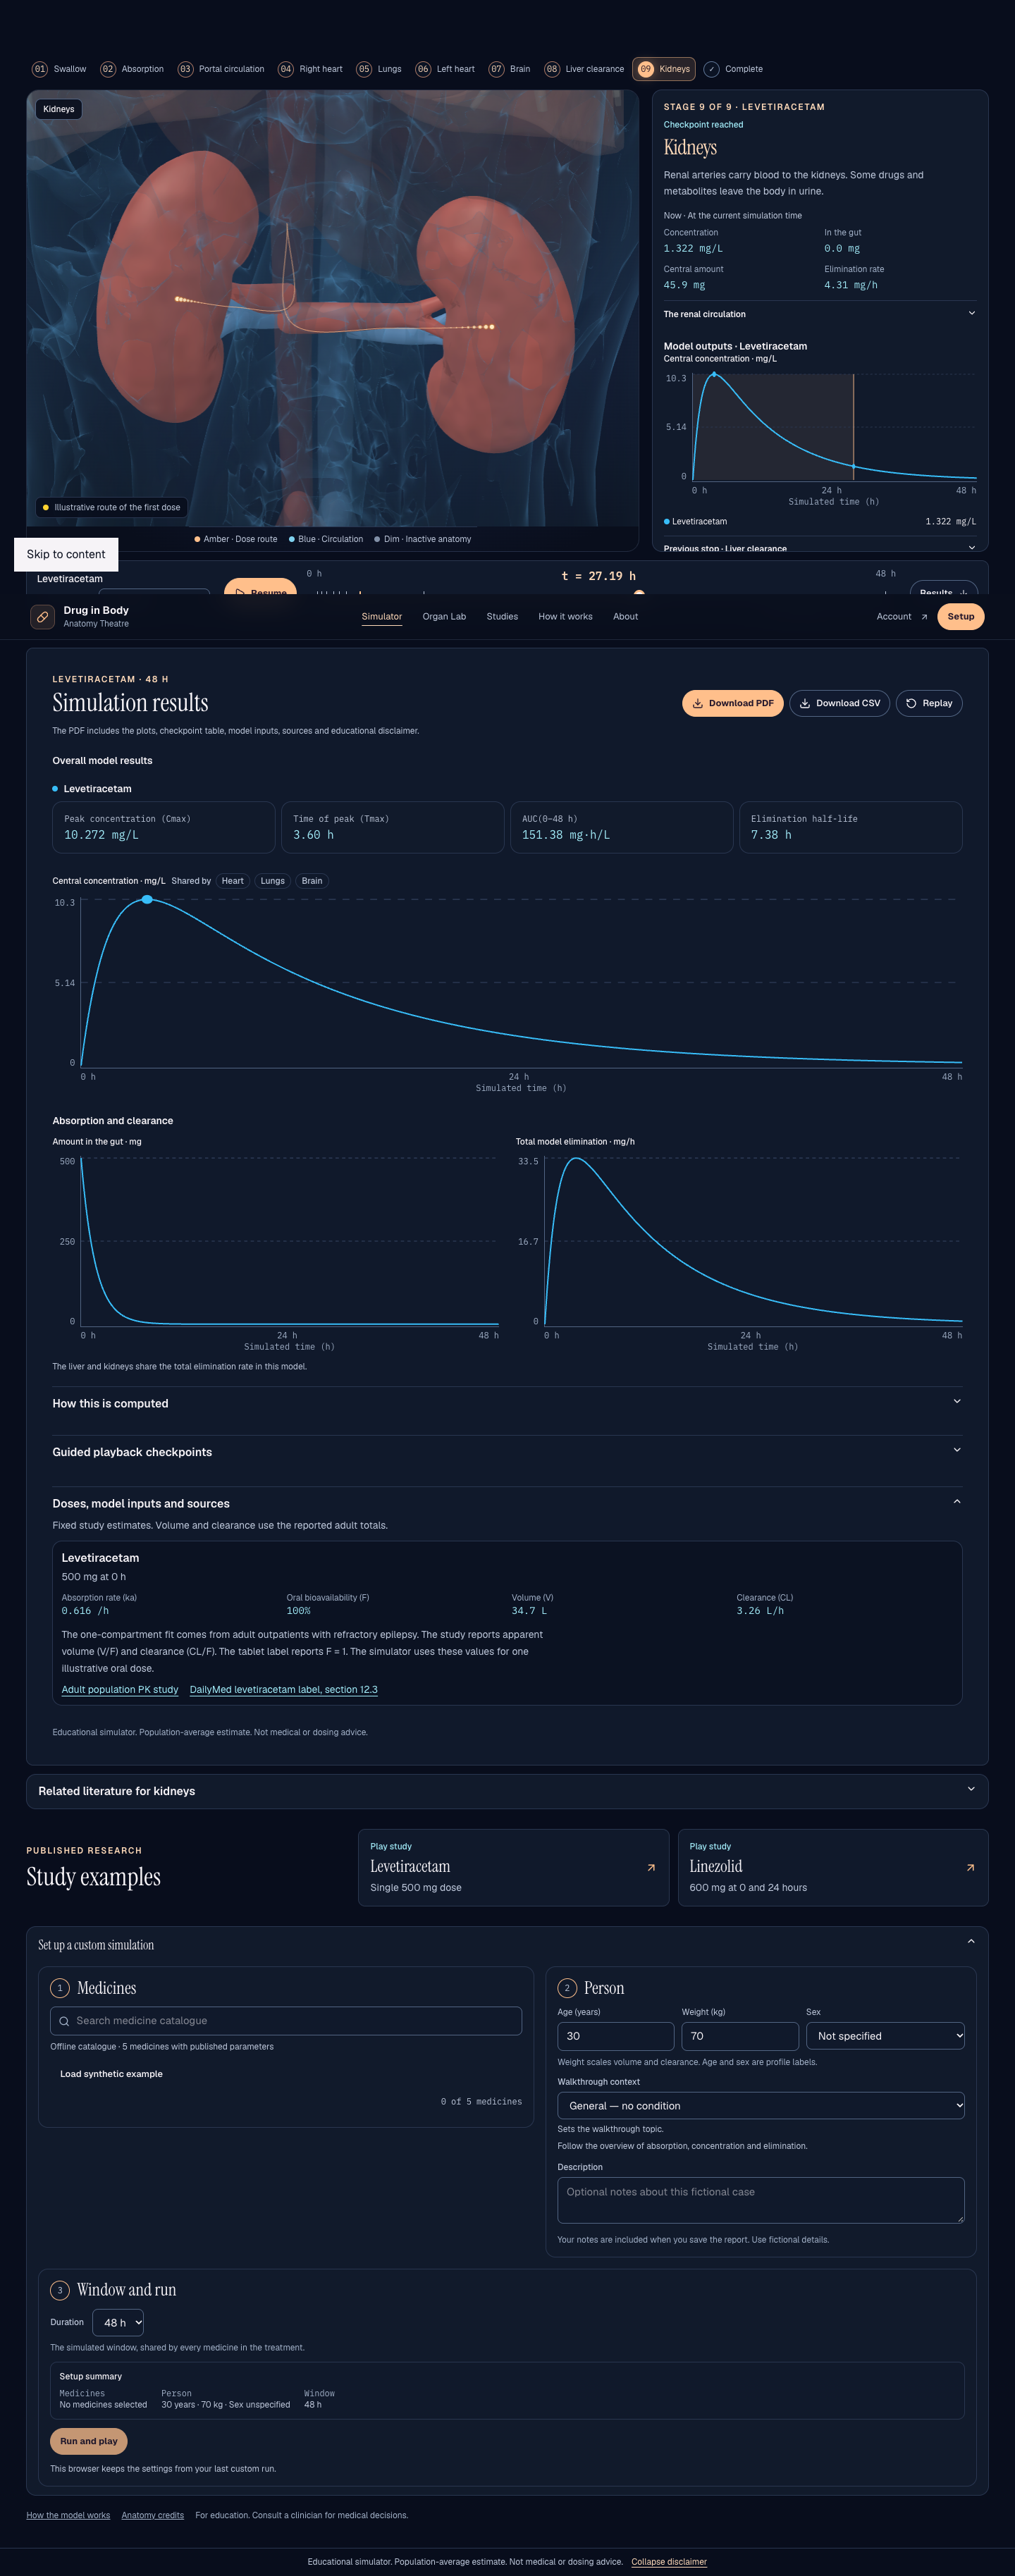 01 Swallow 02 Absorption 03 Portal circulation 04 Right heart 05 Lungs 06 Left heart 07 Brain 08 Liver clearance 09 Kidneys ✓ Complete
Kidneys
Illustrative route of the first dose
Amber · Dose route Blue · Circulation Dim · Inactive anatomy
STAGE 9 OF 9 · LEVETIRACETAM
Checkpoint reached
Kidneys
Renal arteries carry blood to the kidneys. Some drugs and
metabolites leave the body in urine.
Now · At the current simulation time
Concentration In the gut
1.322 mg/L 0.0 mg
Central amount Elimination rate
45.9 mg 4.31 mg/h
The renal circulation
Model outputs · Levetiracetam
Central concentration · mg/L
10.3
5.14
0
0 h 24 h 48 h
Simulated time (h)
Levetiracetam 1.322 mg/L
Previous stop · Liver clearance
Skip to content
Levetiracetam
Resume
0 h t = 27.19 h 48 h
Results
Drug in Body
Anatomy Theatre
Simulator Organ Lab Studies How it works About
Account Setup
LEVETIRACETAM · 48 H
Simulation results
Download PDF Download CSV Replay
The PDF includes the plots, checkpoint table, model inputs, sources and educational disclaimer.
Overall model results
Levetiracetam
Peak concentration (Cmax) Time of peak (Tmax) AUC(0–48 h) Elimination half-life
10.272 mg/L 3.60 h 151.38 mg·h/L 7.38 h
Central concentration · mg/L Shared by Heart Lungs Brain
10.3
5.14
0
0 h 24 h 48 h
Simulated time (h)
Absorption and clearance
Amount in the gut · mg
500
250
0
0 h 24 h 48 h
Simulated time (h)
Total model elimination · mg/h
33.5
16.7
0
0 h 24 h 48 h
Simulated time (h)
The liver and kidneys share the total elimination rate in this model.
How this is computed
Guided playback checkpoints
Doses, model inputs and sources
Fixed study estimates. Volume and clearance use the reported adult totals.
Levetiracetam
500 mg at 0 h
Absorption rate (ka) Oral bioavailability (F) Volume (V) Clearance (CL)
0.616 /h 100% 34.7 L 3.26 L/h
The one-compartment fit comes from adult outpatients with refractory epilepsy. The study reports apparent
volume (V/F) and clearance (CL/F). The tablet label reports F = 1. The simulator uses these values for one
illustrative oral dose.
Adult population PK study DailyMed levetiracetam label, section 12.3
Educational simulator. Population-average estimate. Not medical or dosing advice.
Related literature for kidneys
PUBLISHED RESEARCH
Study examples
Play study
Levetiracetam
Single 500 mg dose
Play study
Linezolid
600 mg at 0 and 24 hours
Set up a custom simulation
1 Medicines
Search medicine catalogue
Offline catalogue · 5 medicines with published parameters
Load synthetic example
0 of 5 medicines
2 Person
Age (years) Weight (kg) Sex
30 70 Not specified
Weight scales volume and clearance. Age and sex are profile labels.
Walkthrough context
General — no condition
Sets the walkthrough topic.
Follow the overview of absorption, concentration and elimination.
Description
Optional notes about this fictional case
Your notes are included when you save the report. Use fictional details.
3 Window and run
Duration 48 h
The simulated window, shared by every medicine in the treatment.
Setup summary
Medicines Person Window
No medicines selected 30 years · 70 kg · Sex unspecified 48 h
Run and play
This browser keeps the settings from your last custom run.
How the model works Anatomy credits For education. Consult a clinician for medical decisions.
Educational simulator. Population-average estimate. Not medical or dosing advice. Collapse disclaimer